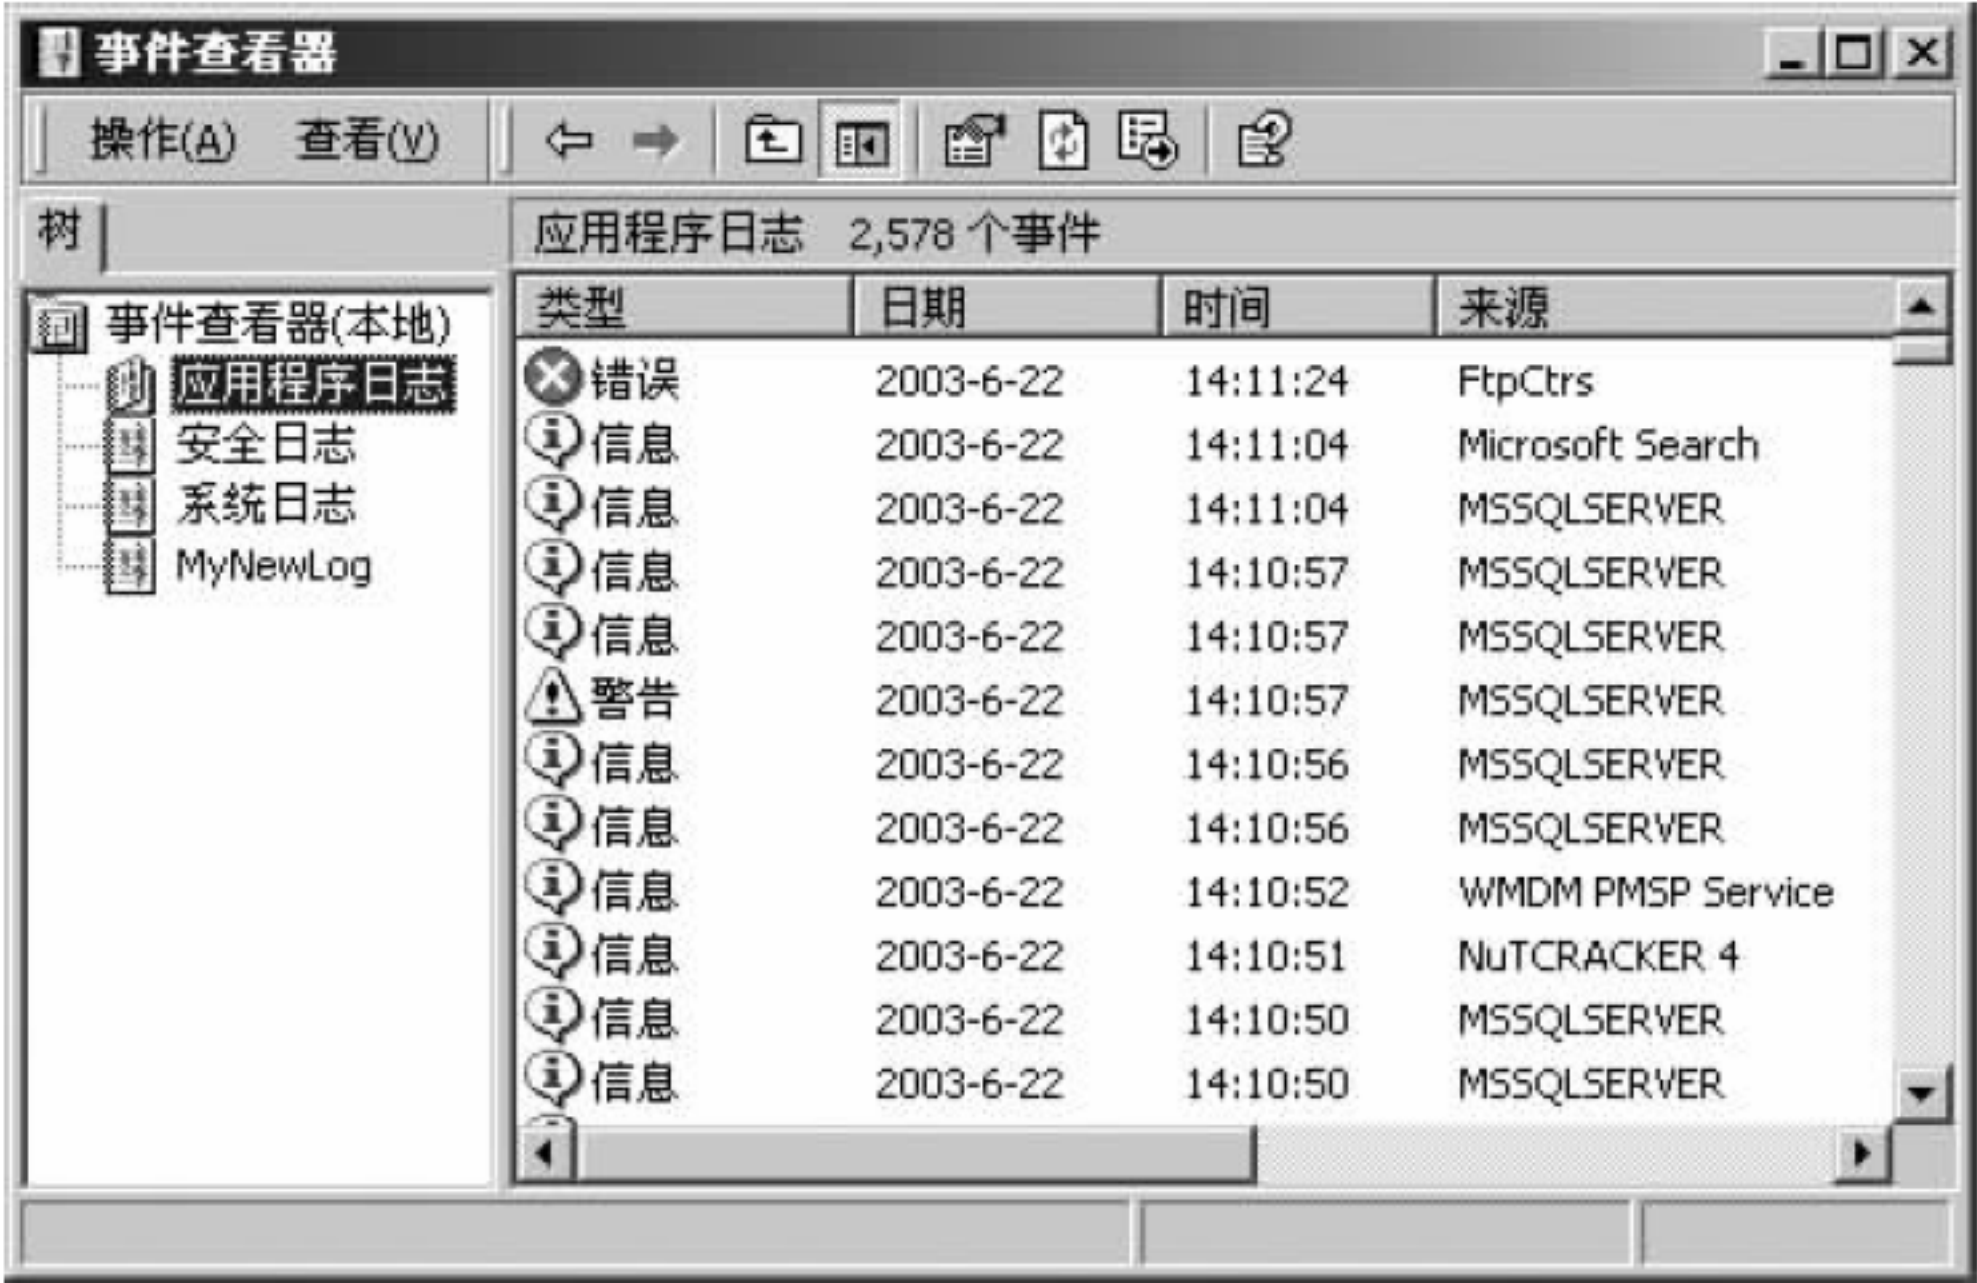 事件查看器
操作(A) 查看(V)
树
应用程序日志 2,578 个事件
事件查看器(本地)
应用程序日志
安全日志
系统日志
MyNewLog
类型 日期 时间 来源
错误 2003-6-22 14:11:24 FtpCtrs
信息 2003-6-22 14:11:04 Microsoft Search
信息 2003-6-22 14:11:04 MSSQLSERVER
信息 2003-6-22 14:10:57 MSSQLSERVER
信息 2003-6-22 14:10:57 MSSQLSERVER
警告 2003-6-22 14:10:57 MSSQLSERVER
信息 2003-6-22 14:10:56 MSSQLSERVER
信息 2003-6-22 14:10:56 MSSQLSERVER
信息 2003-6-22 14:10:52 WMDM PMSP Service
信息 2003-6-22 14:10:51 NuTCRACKER 4
信息 2003-6-22 14:10:50 MSSQLSERVER
信息 2003-6-22 14:10:50 MSSQLSERVER